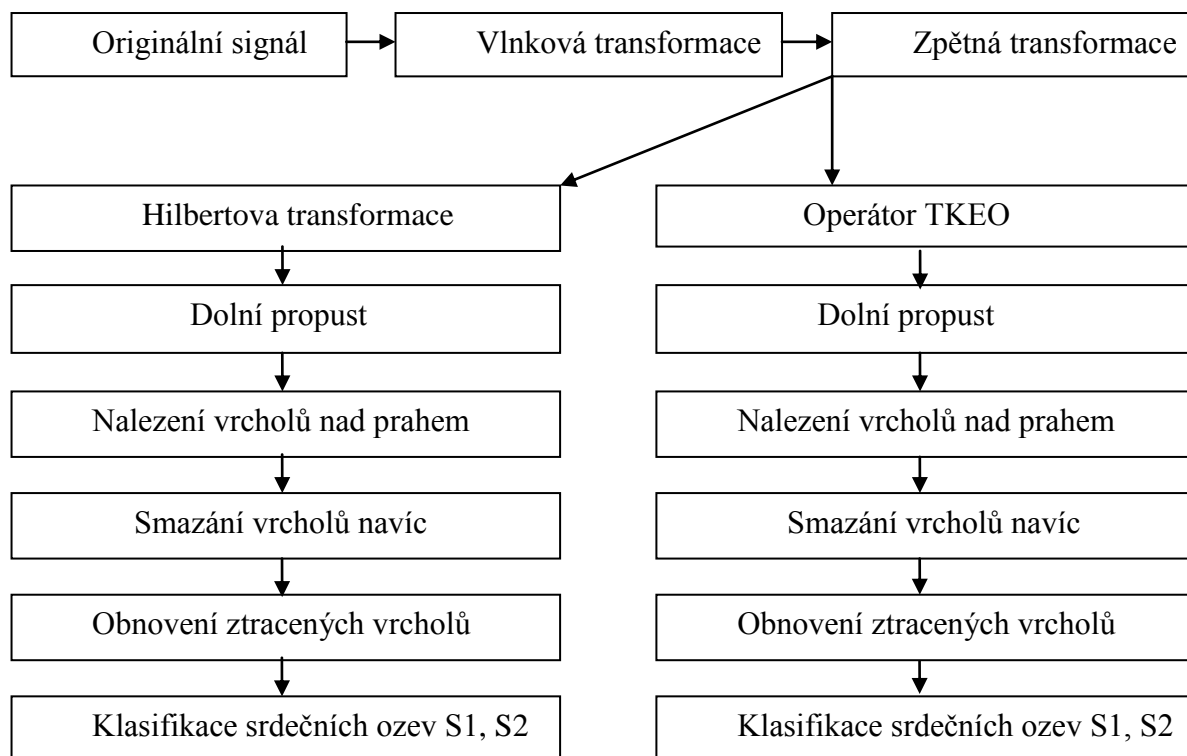 Originální signál
Vlnková transformace
Zpětná transformace
Hilbertova transformace
Operátor TKEO
Dolní propust
Dolní propust
Nalezení vrcholů nad prahem
Nalezení vrcholů nad prahem
Smazání vrcholů navíc
Smazání vrcholů navíc
Obnovení ztracených vrcholů
Obnovení ztracených vrcholů
Klasifikace srdečních ozev S1, S2
Klasifikace srdečních ozev S1, S2